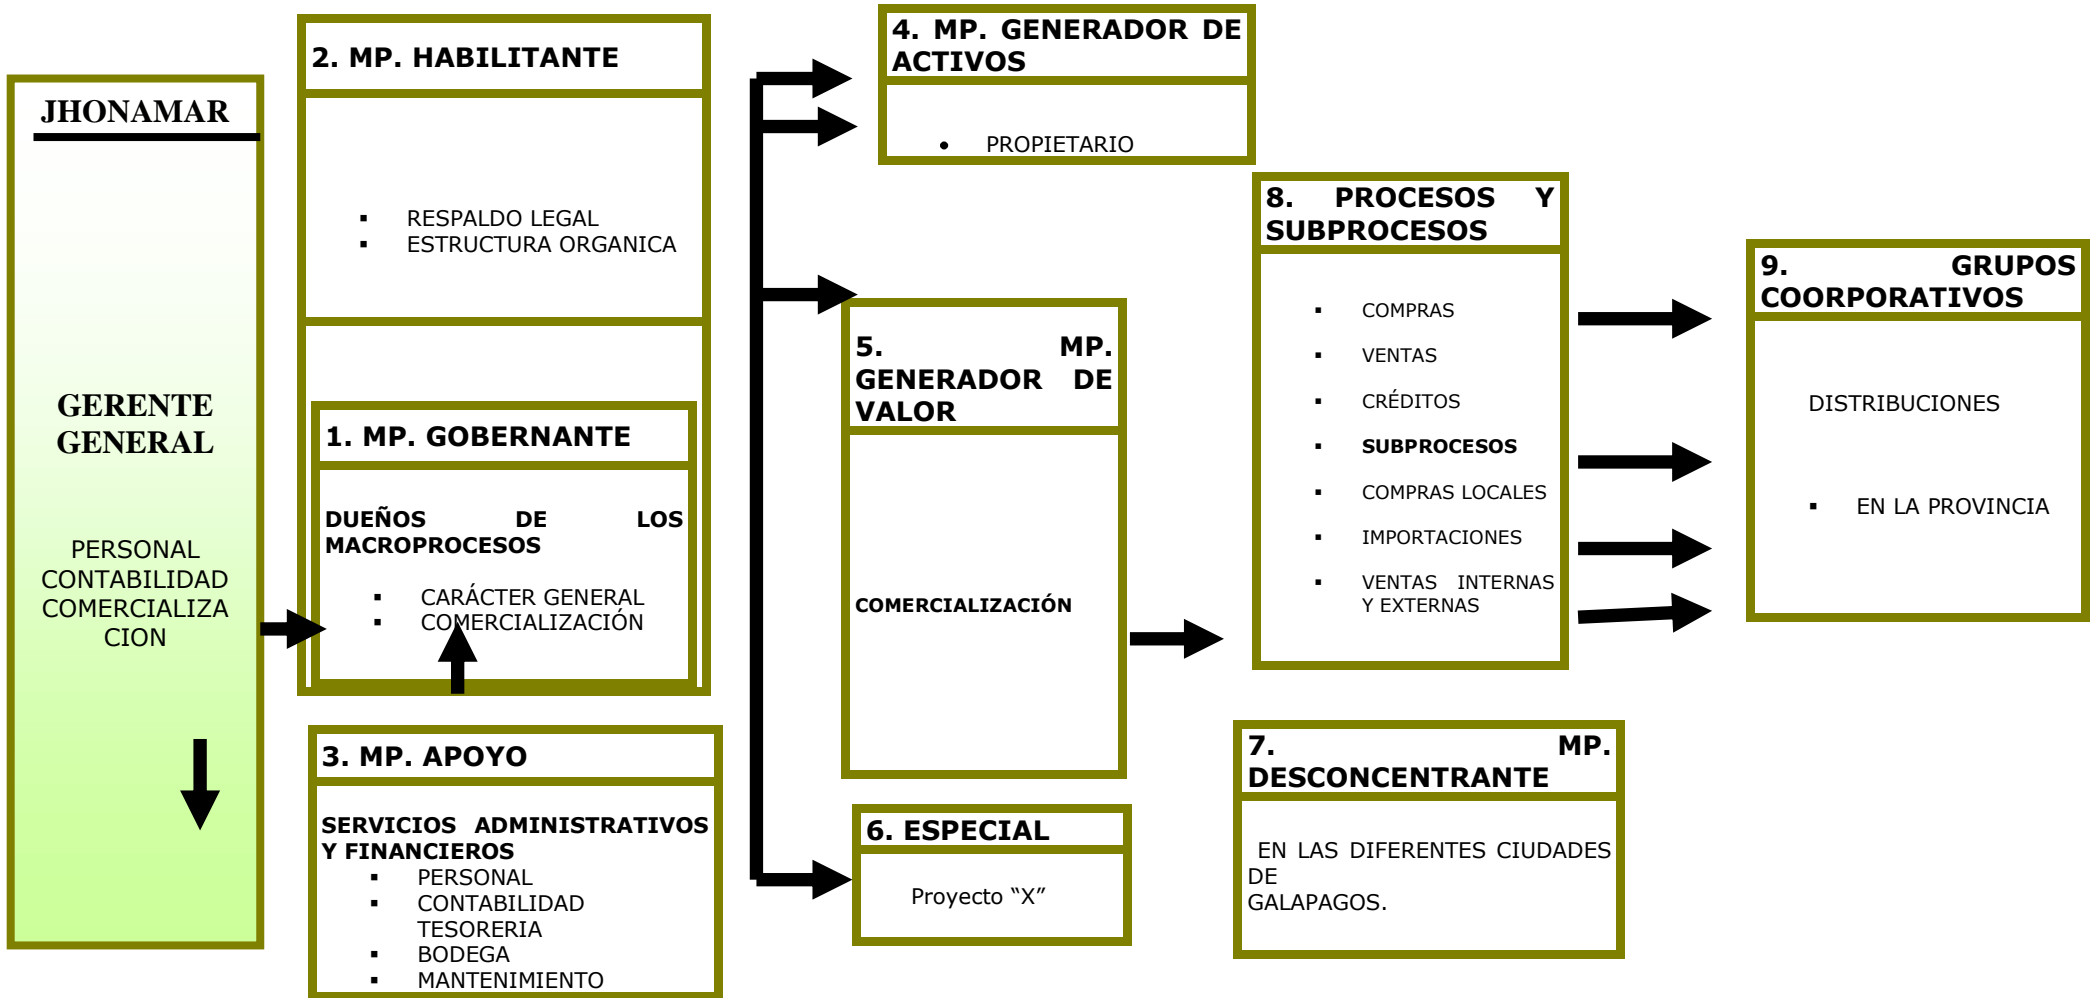 JHONAMAR
GERENTE
GENERAL
PERSONAL
CONTABILIDAD
COMERCIALIZA
CION
2. MP. HABILITANTE
▪ RESPALDO LEGAL
▪ ESTRUCTURA ORGANICA
1. MP. GOBERNANTE
DUEÑOS DE LOS
MACROPROCESOS
▪ CARÁCTER GENERAL
▪ COMERCIALIZACIÓN
3. MP. APOYO
SERVICIOS ADMINISTRATIVOS
Y FINANCIEROS
▪ PERSONAL
▪ CONTABILIDAD
TESORERIA
▪ BODEGA
▪ MANTENIMIENTO
4. MP. GENERADOR DE
ACTIVOS
• PROPIETARIO
5. MP.
GENERADOR DE
VALOR
COMERCIALIZACIÓN
6. ESPECIAL
Proyecto “X”
8. PROCESOS Y
SUBPROCESOS
▪ COMPRAS
▪ VENTAS
▪ CRÉDITOS
▪ SUBPROCESOS
▪ COMPRAS LOCALES
▪ IMPORTACIONES
▪ VENTAS INTERNAS
Y EXTERNAS
7. MP.
DESCONCENTRANTE
EN LAS DIFERENTES CIUDADES
DE
GALAPAGOS.
9. GRUPOS
COORPORATIVOS
DISTRIBUCIONES
▪ EN LA PROVINCIA